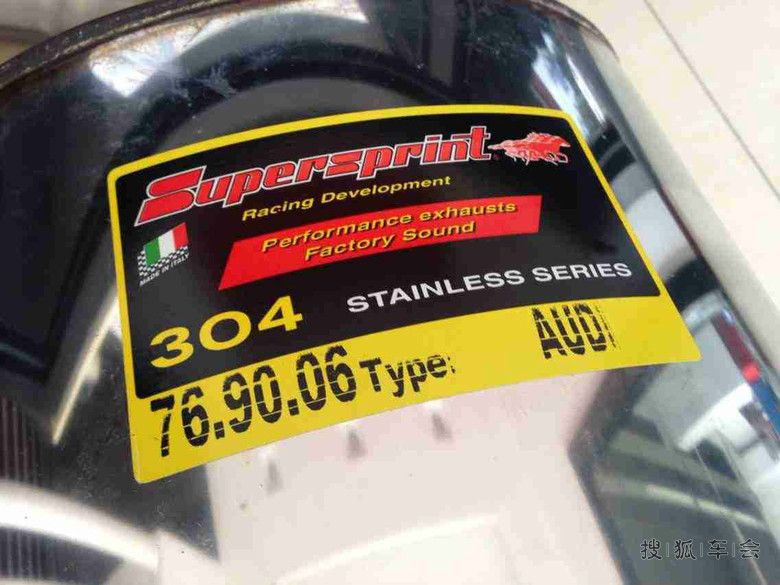 Supersprint
Racing Development
Performance exhausts
Factory Sound
MADE IN ITALY
304 STAINLESS SERIES
76.90.06 Type: AUDI
搜|狐|车|会